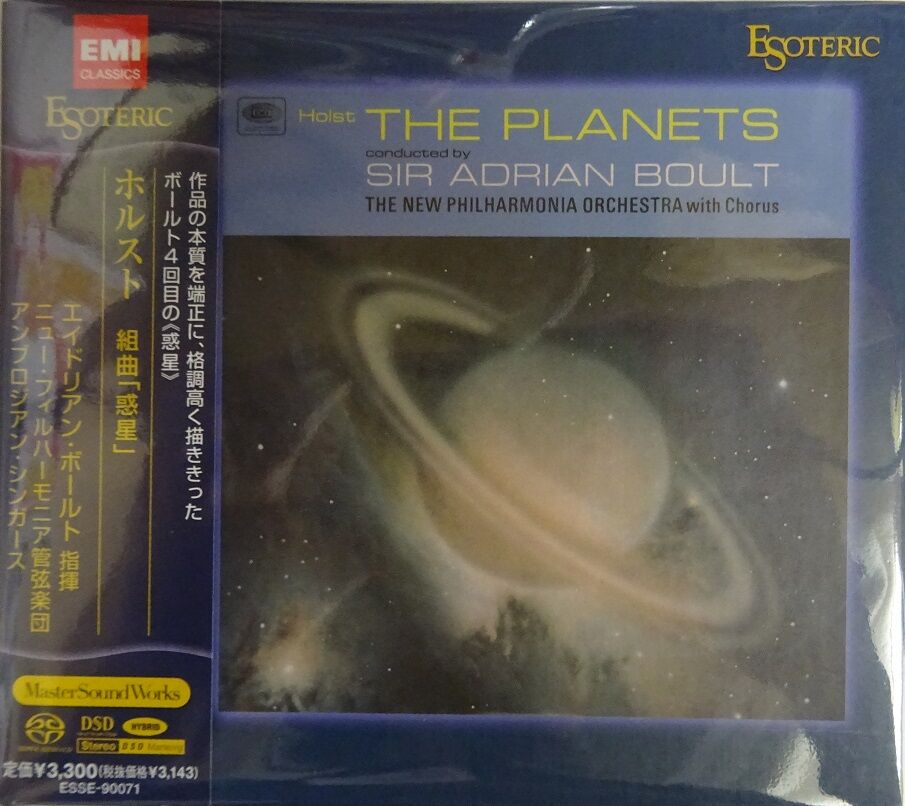 EMI
CLASSICS
ESOTERIC
ホルスト 組曲「惑星」
エイドリアン・ボールト 指揮
ニュー・フィルハーモニア管弦楽団
アンブロジアン・シンガース
作品の本質を端正に、格調高く描ききった
ボールト4回目の《惑星》
MasterSoundWorks
DSD
HYBRID
Stereo DSD Mastering
定価¥3,300(税抜価格¥3,143)
ESSE-90071
ESOTERIC
EMI
Holst THE PLANETS
conducted by
SIR ADRIAN BOULT
THE NEW PHILHARMONIA ORCHESTRA with Chorus